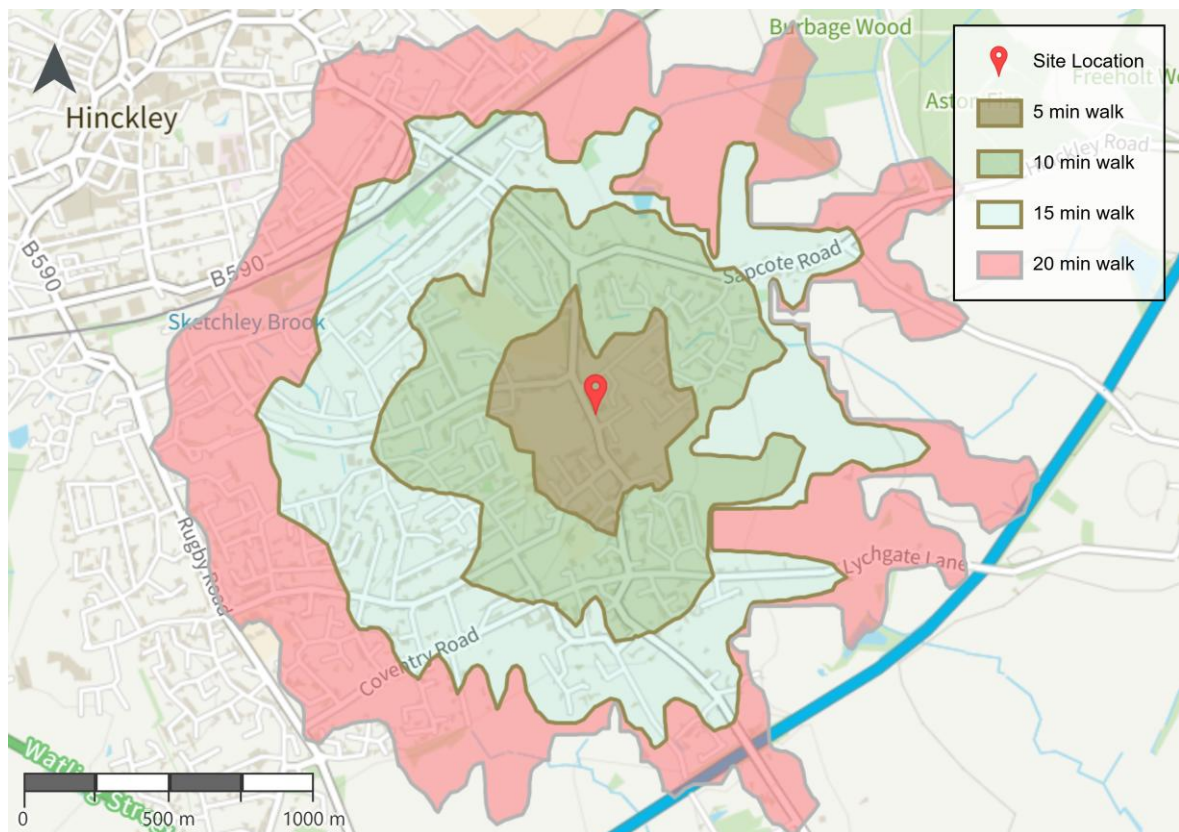 Burbage Wood
Site Location
Freeholt W
Aston Fir
5 min walk
Hinckley
Hinckley Road
10 min walk
15 min walk
B590
B590
Sapcote Road
20 min walk
Sketchley Brook
Rugby Road
Lychgate Lane
Coventry Road
Watling Street
0
500 m
1000 m